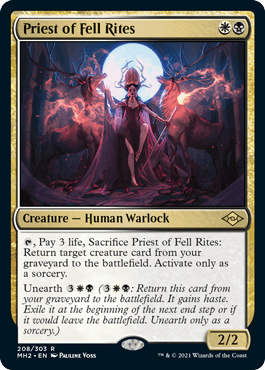 Priest of Fell Rites
Creature — Human Warlock
, Pay 3 life, Sacrifice Priest of Fell Rites:
Return target creature card from your
graveyard to the battlefield. Activate only as
a sorcery.
Unearth 3 (3: Return this card from
your graveyard to the battlefield. It gains haste.
Exile it at the beginning of the next end step or if
it would leave the battlefield. Unearth only as a
sorcery.)
2/2
208/303 R
MH2 • EN Pauline Voss
™ & © 2021 Wizards of the Coast